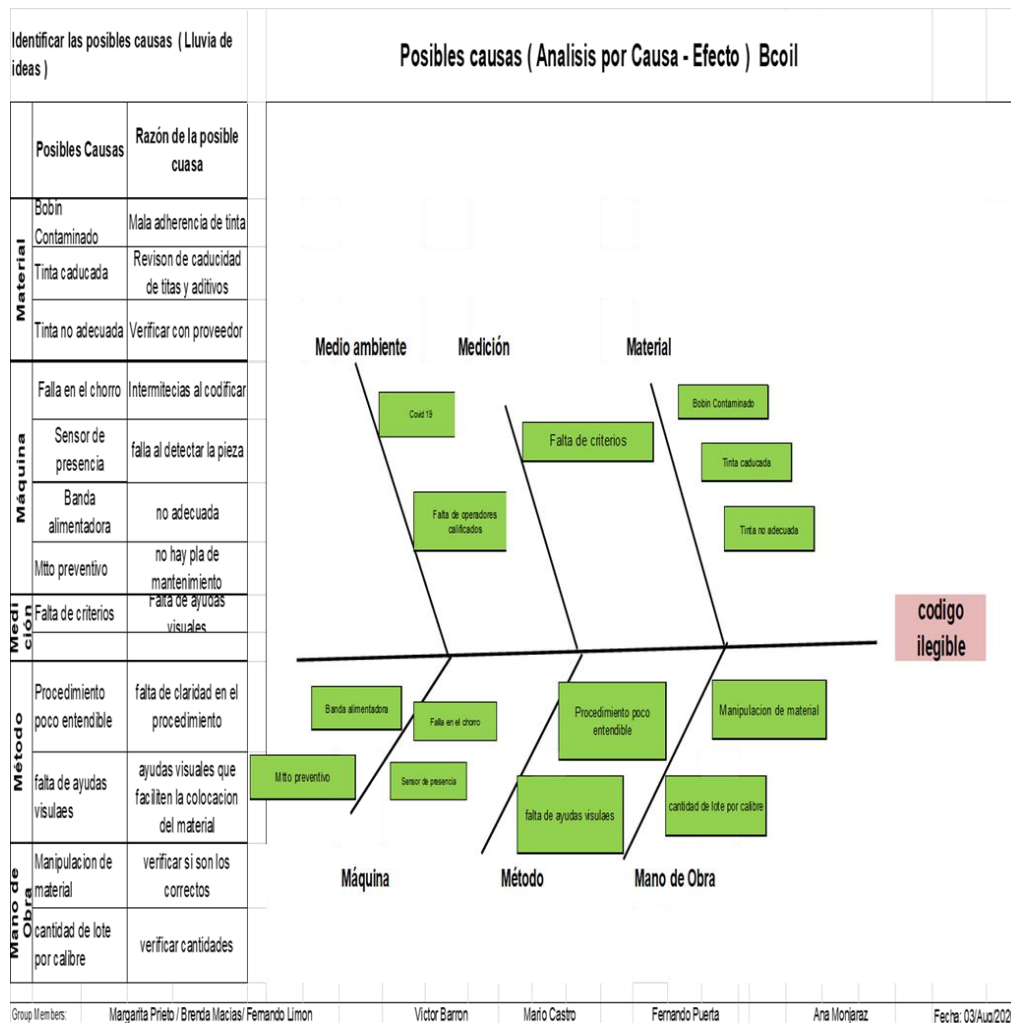 Identificar las posibles causas ( Lluvia de
ideas )
Posibles causas ( Analisis por Causa - Efecto ) Bcoil
Posibles Causas
Razón de la posible
cuasa
Material
Bobin
Contaminado
Mala adherencia de tinta
Tinta caducada
Revison de caducidad
de titas y aditivos
Tinta no adecuada
Verificar con proveedor
Máquina
Falla en el chorro
Intermitecias al codificar
Sensor de
presencia
falla al detectar la pieza
Banda
alimentadora
no adecuada
Mtto preventivo
no hay pla de
mantenimiento
Medi
ción
Falta de criterios
Falta de ayudas
visuales
Método
Procedimiento
poco entendible
falta de claridad en el
procedimiento
falta de ayudas
visulaes
ayudas visuales que
faciliten la colocacion
del material
Mano de
Obra
Manipulacion de
material
verificar si son los
correctos
cantidad de lote
por calibre
verificar cantidades
Medio ambiente
Medición
Material
Covid 19
Falta de operadores
calificados
Falta de criterios
Bobin Contaminado
Tinta caducada
Tinta no adecuada
codigo
ilegible
Banda alimentadora
Falla en el chorro
Mtto preventivo
Sensor de presencia
Procedimiento poco
entendible
falta de ayudas visulaes
Manipulacion de material
cantidad de lote por calibre
Máquina
Método
Mano de Obra
Group Members:
Margarita Prieto / Brenda Macias/ Fernando Limon
Victor Barron
Mario Castro
Fernando Puerta
Ana Monjaraz
Fecha: 03/Aug/202